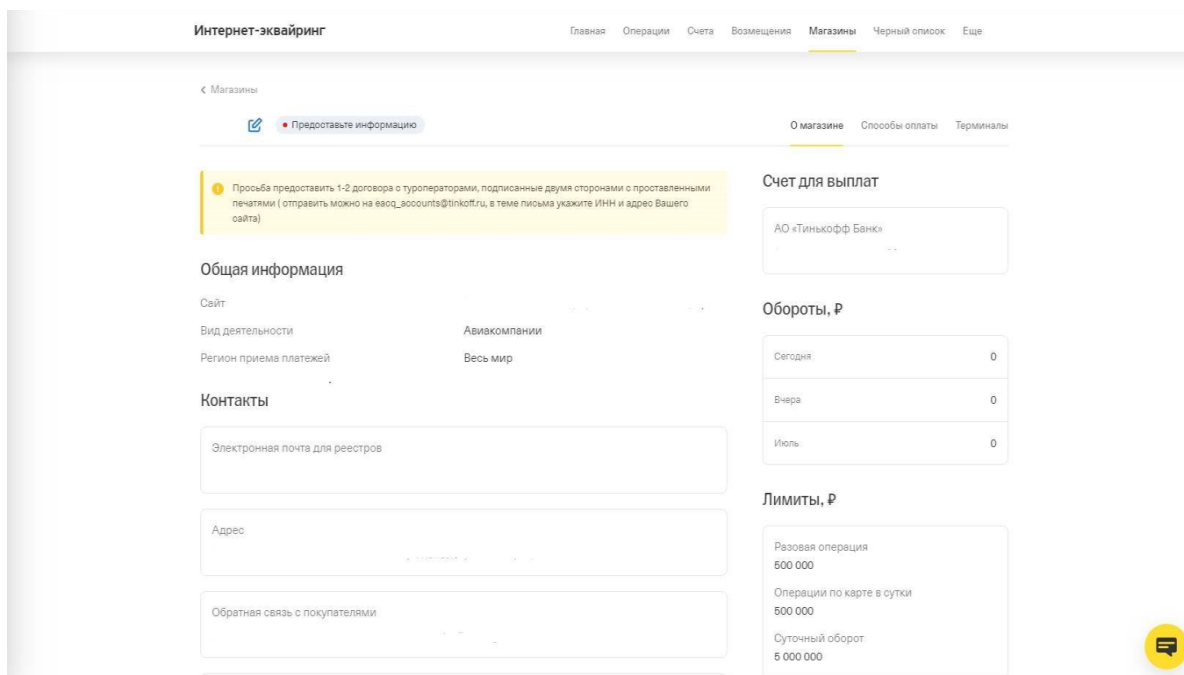 Интернет-эквайринг
Главная Операции Счета Возмещения Магазины Черный список Еще
Магазины
Предоставьте информацию
О магазине Способы оплаты Терминалы
Просьба предоставить 1-2 договора с туроператорами, подписанные двумя сторонами с проставленными
печатями ( отправить можно на eacq_accounts@tinkoff.ru, в теме письма укажите ИНН и адрес Вашего
сайта)
Общая информация
Сайт
Вид деятельности Авиакомпании
Регион приема платежей Весь мир
Контакты
Электронная почта для реестров
Адрес
Обратная связь с покупателями
Счет для выплат
АО «Тинькофф Банк»
Обороты, ₽
Сегодня 0
Вчера 0
Июль 0
Лимиты, ₽
Разовая операция
500 000
Операции по карте в сутки
500 000
Суточный оборот
5 000 000